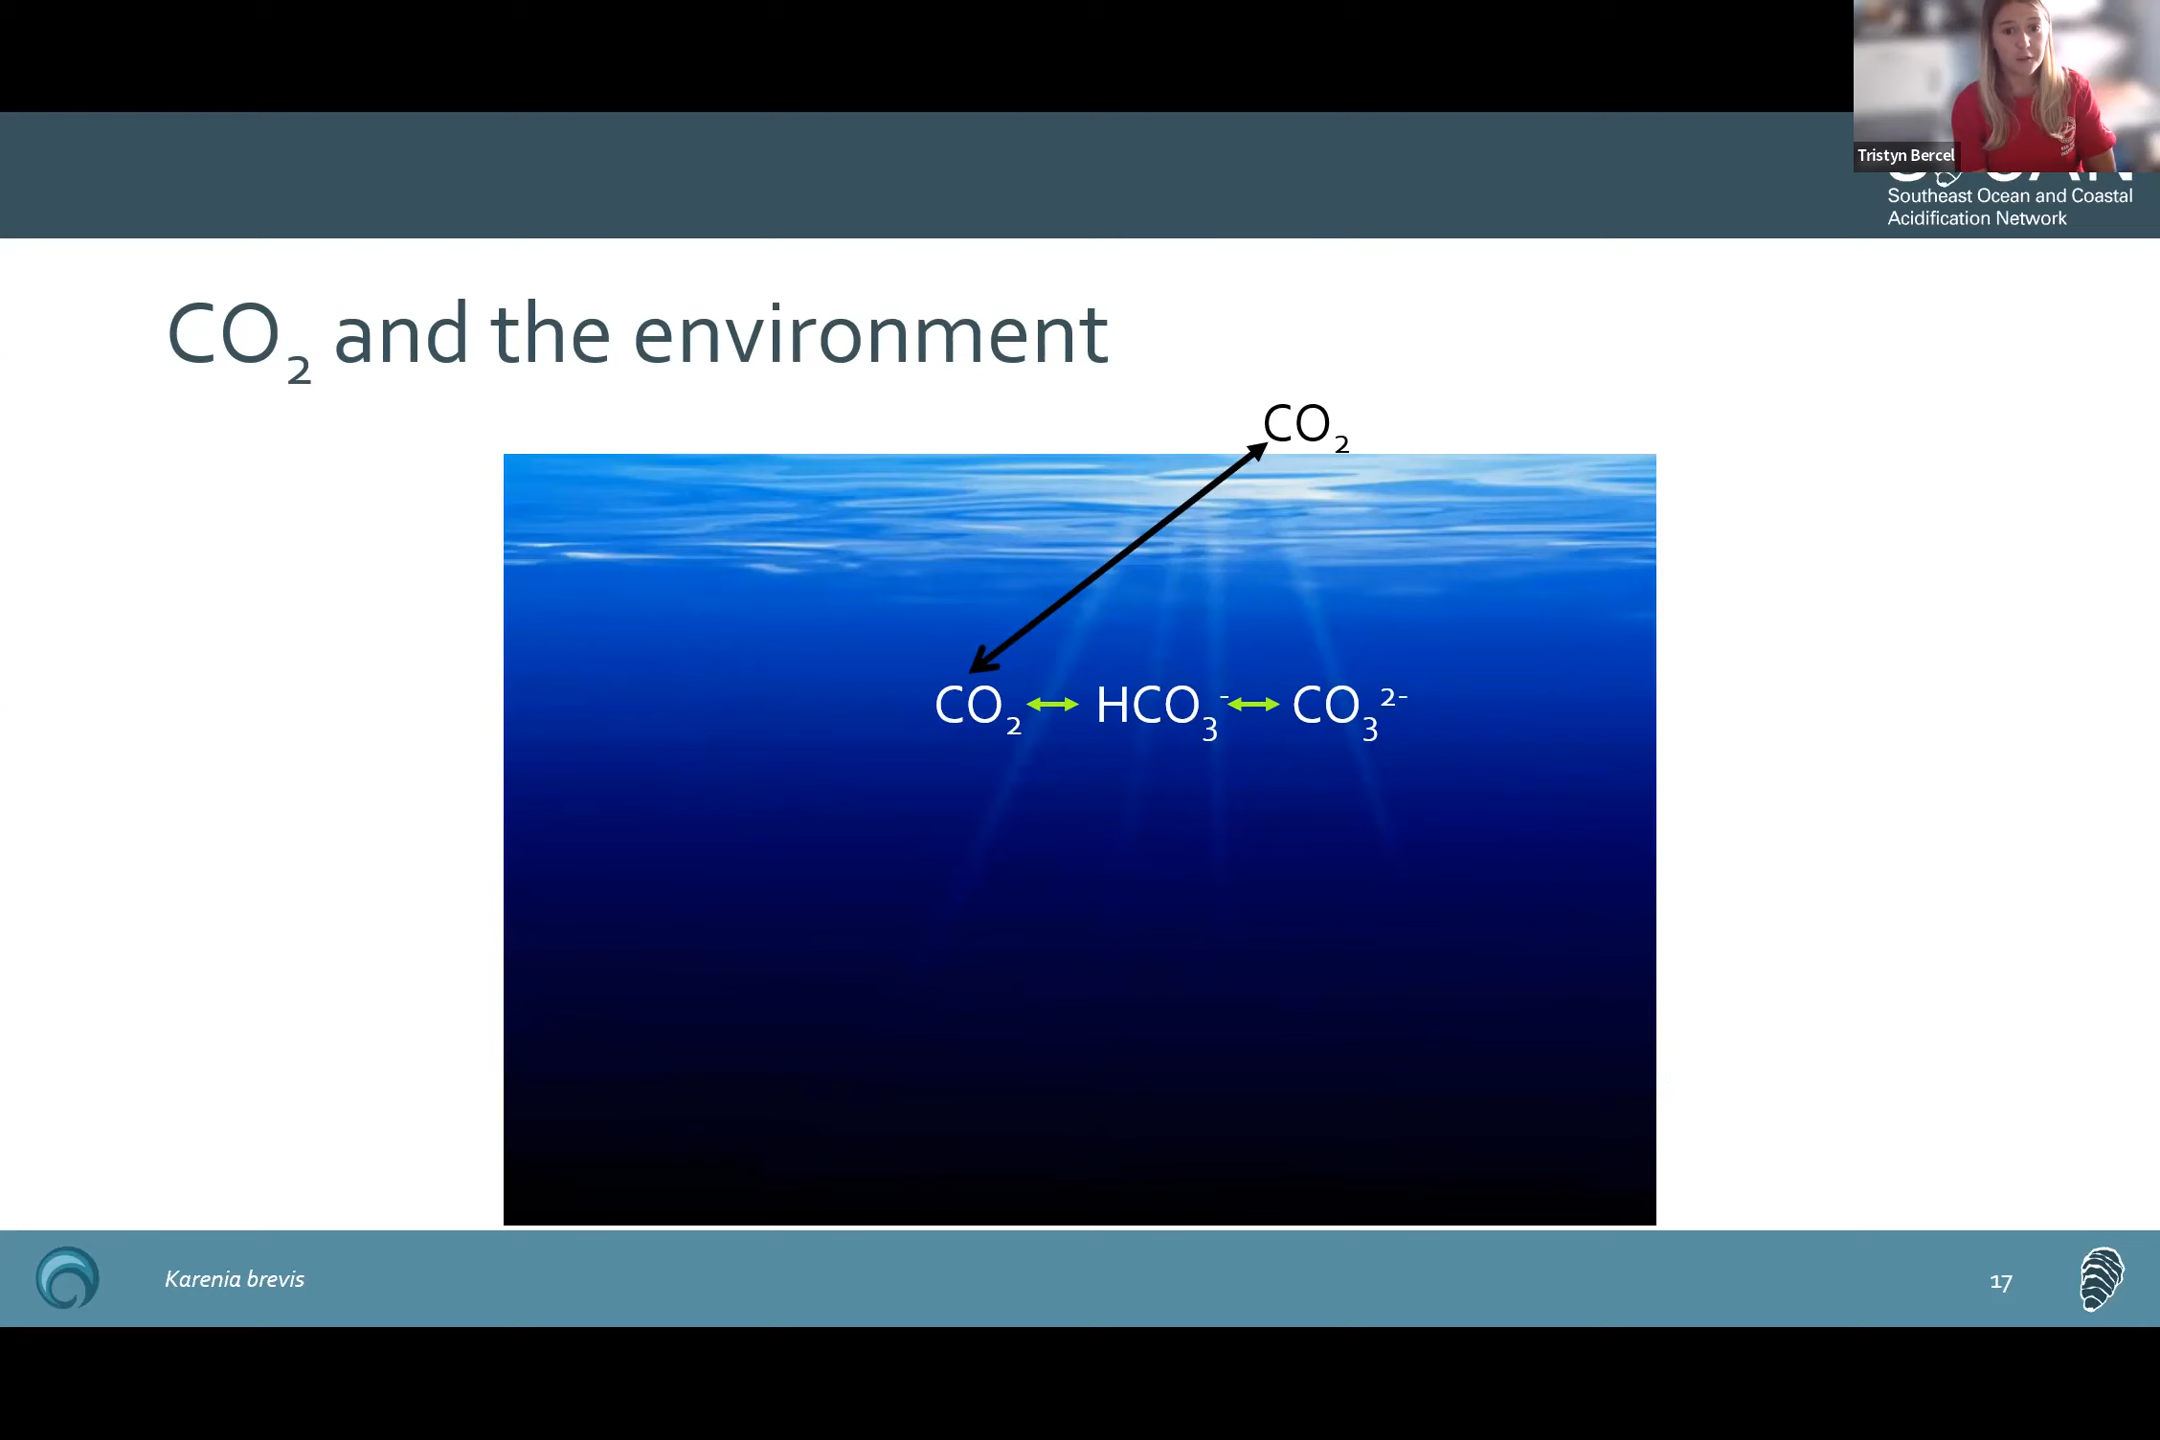 Tristyn Bercel
Southeast Ocean and Coastal
Acidification Network
CO₂ and the environment
CO₂
CO₂ ↔ HCO₃⁻ ↔ CO₃²⁻
Karenia brevis
17